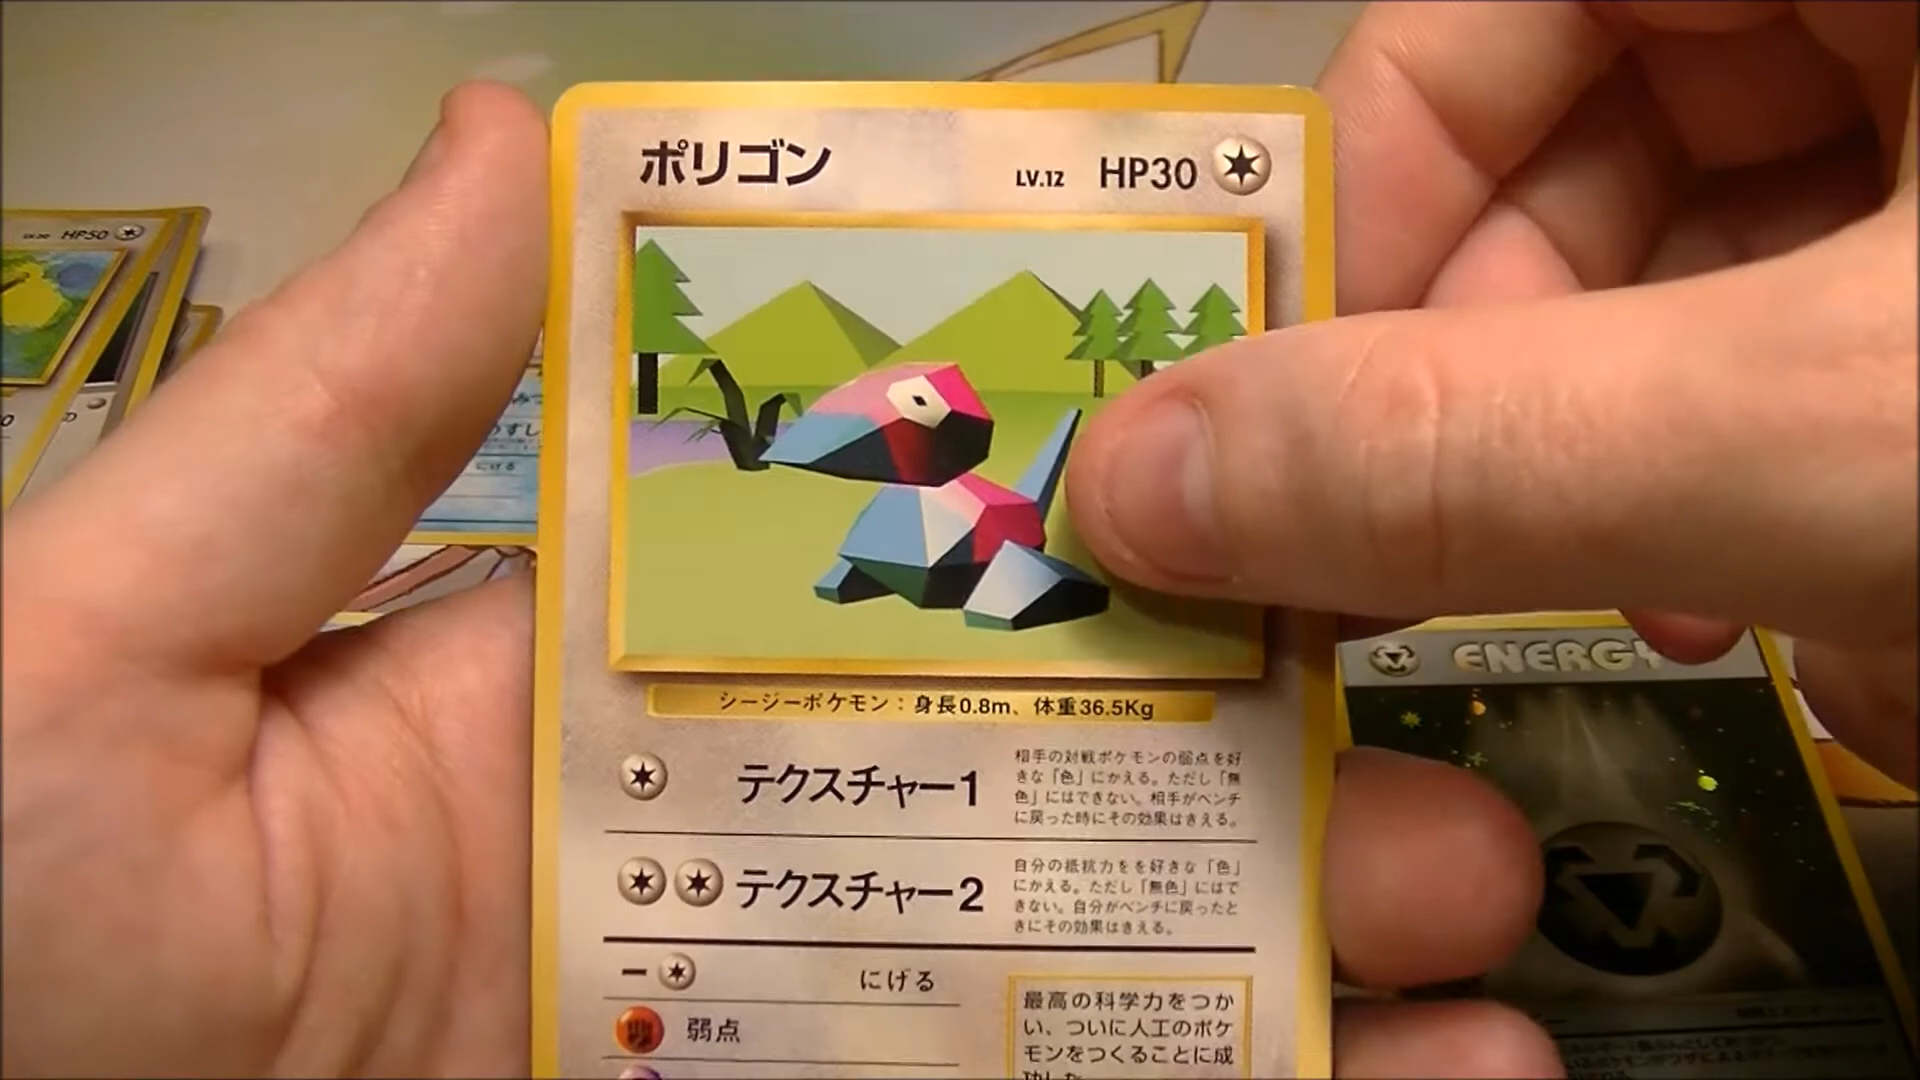 ポリゴン LV.12 HP30
シージーポケモン：身長0.8m、体重36.5Kg
テクスチャー1
相手の対戦ポケモンの弱点を好
きな「色」にかえる。ただし「無
色」にはできない。相手がベンチ
に戻った時にその効果はきえる。
テクスチャー2
自分の抵抗力をを好きな「色」
にかえる。ただし「無色」にはで
きない。自分がベンチに戻ったと
きにその効果はきえる。
ー にげる
弱点
最高の科学力をつか
い、ついに人工のポケ
モンをつくることに成
功した
HP50
にげる
ENERGY